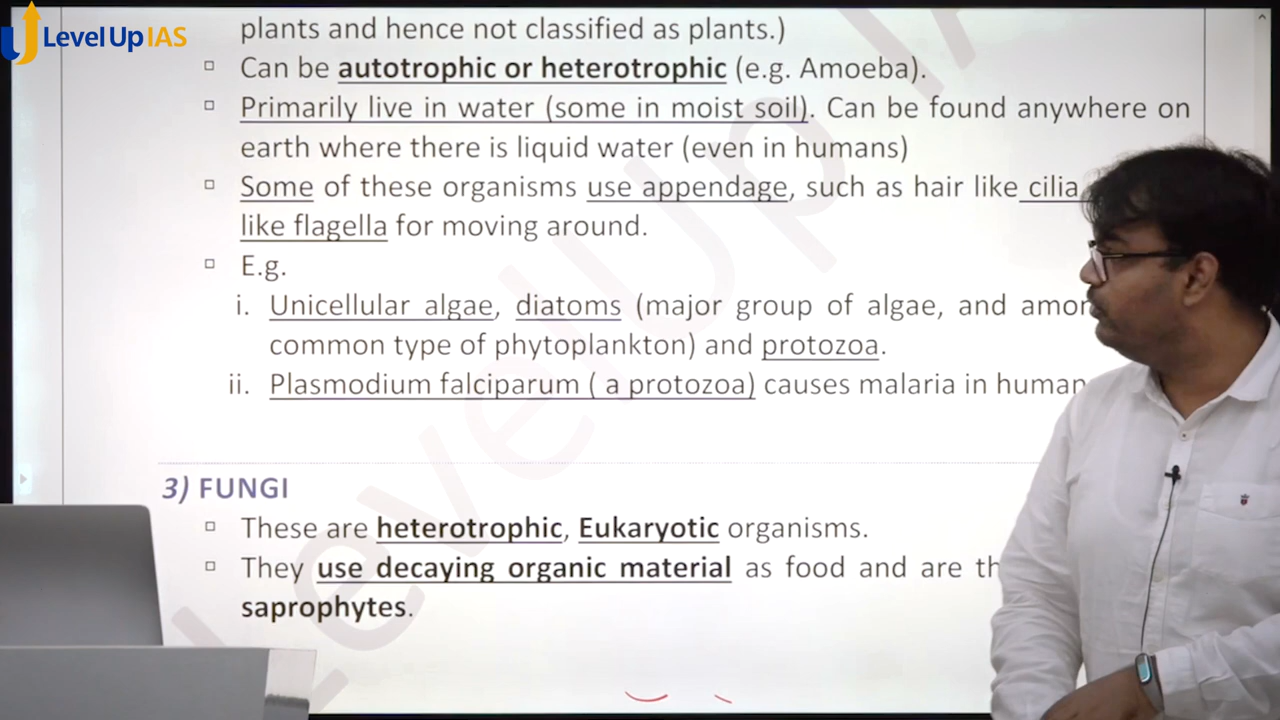 LevelUp IAS
plants and hence not classified as plants.)
▫ Can be autotrophic or heterotrophic (e.g. Amoeba).
▫ Primarily live in water (some in moist soil). Can be found anywhere on
earth where there is liquid water (even in humans)
▫ Some of these organisms use appendage, such as hair like cilia
like flagella for moving around.
▫ E.g.
i. Unicellular algae, diatoms (major group of algae, and
common type of phytoplankton) and protozoa.
ii. Plasmodium falciparum ( a protozoa) causes malaria in human
3) FUNGI
▫ These are heterotrophic, Eukaryotic organisms.
▫ They use decaying organic material as food and are
saprophytes.
LevelUp